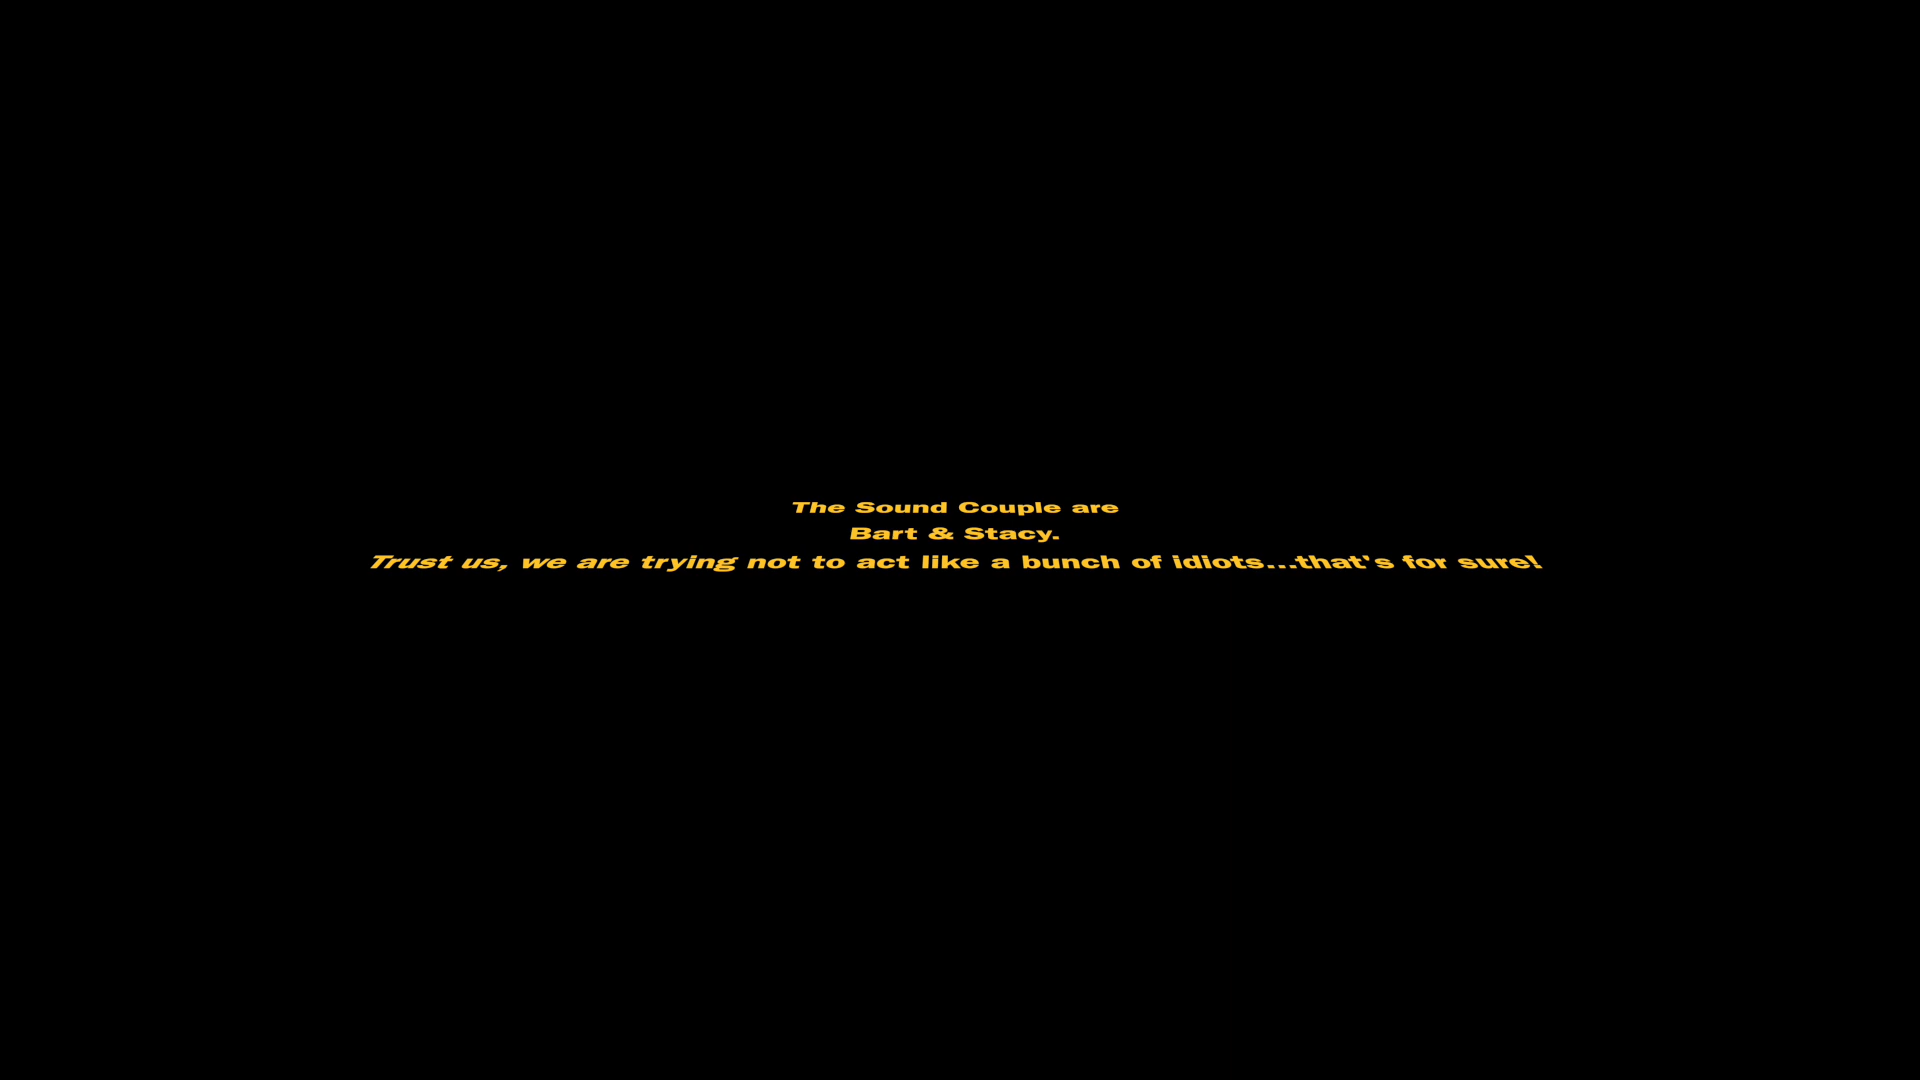 The Sound Couple are
Bart & Stacy.
Trust us, we are trying not to act like a bunch of idiots...that's for sure!